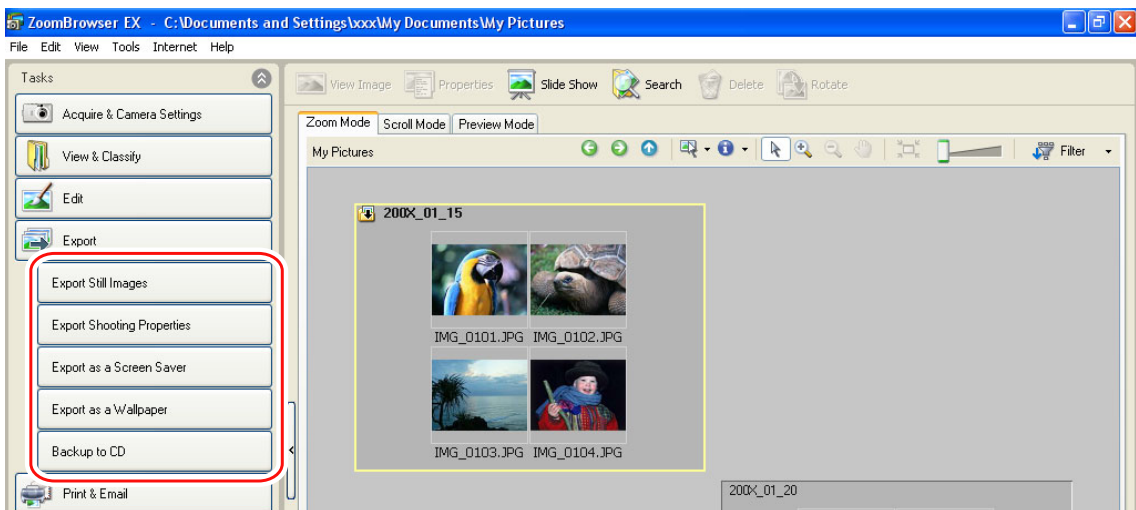 ZoomBrowser EX - C:\Documents and Settings\xxx\My Documents\My Pictures
File Edit View Tools Internet Help
Tasks
Acquire & Camera Settings
View & Classify
Edit
Export
Export Still Images
Export Shooting Properties
Export as a Screen Saver
Export as a Wallpaper
Backup to CD
Print & Email
View Image Properties Slide Show Search Delete Rotate
Zoom Mode Scroll Mode Preview Mode
My Pictures Filter
200X_01_15
IMG_0101.JPG IMG_0102.JPG
IMG_0103.JPG IMG_0104.JPG
200X_01_20